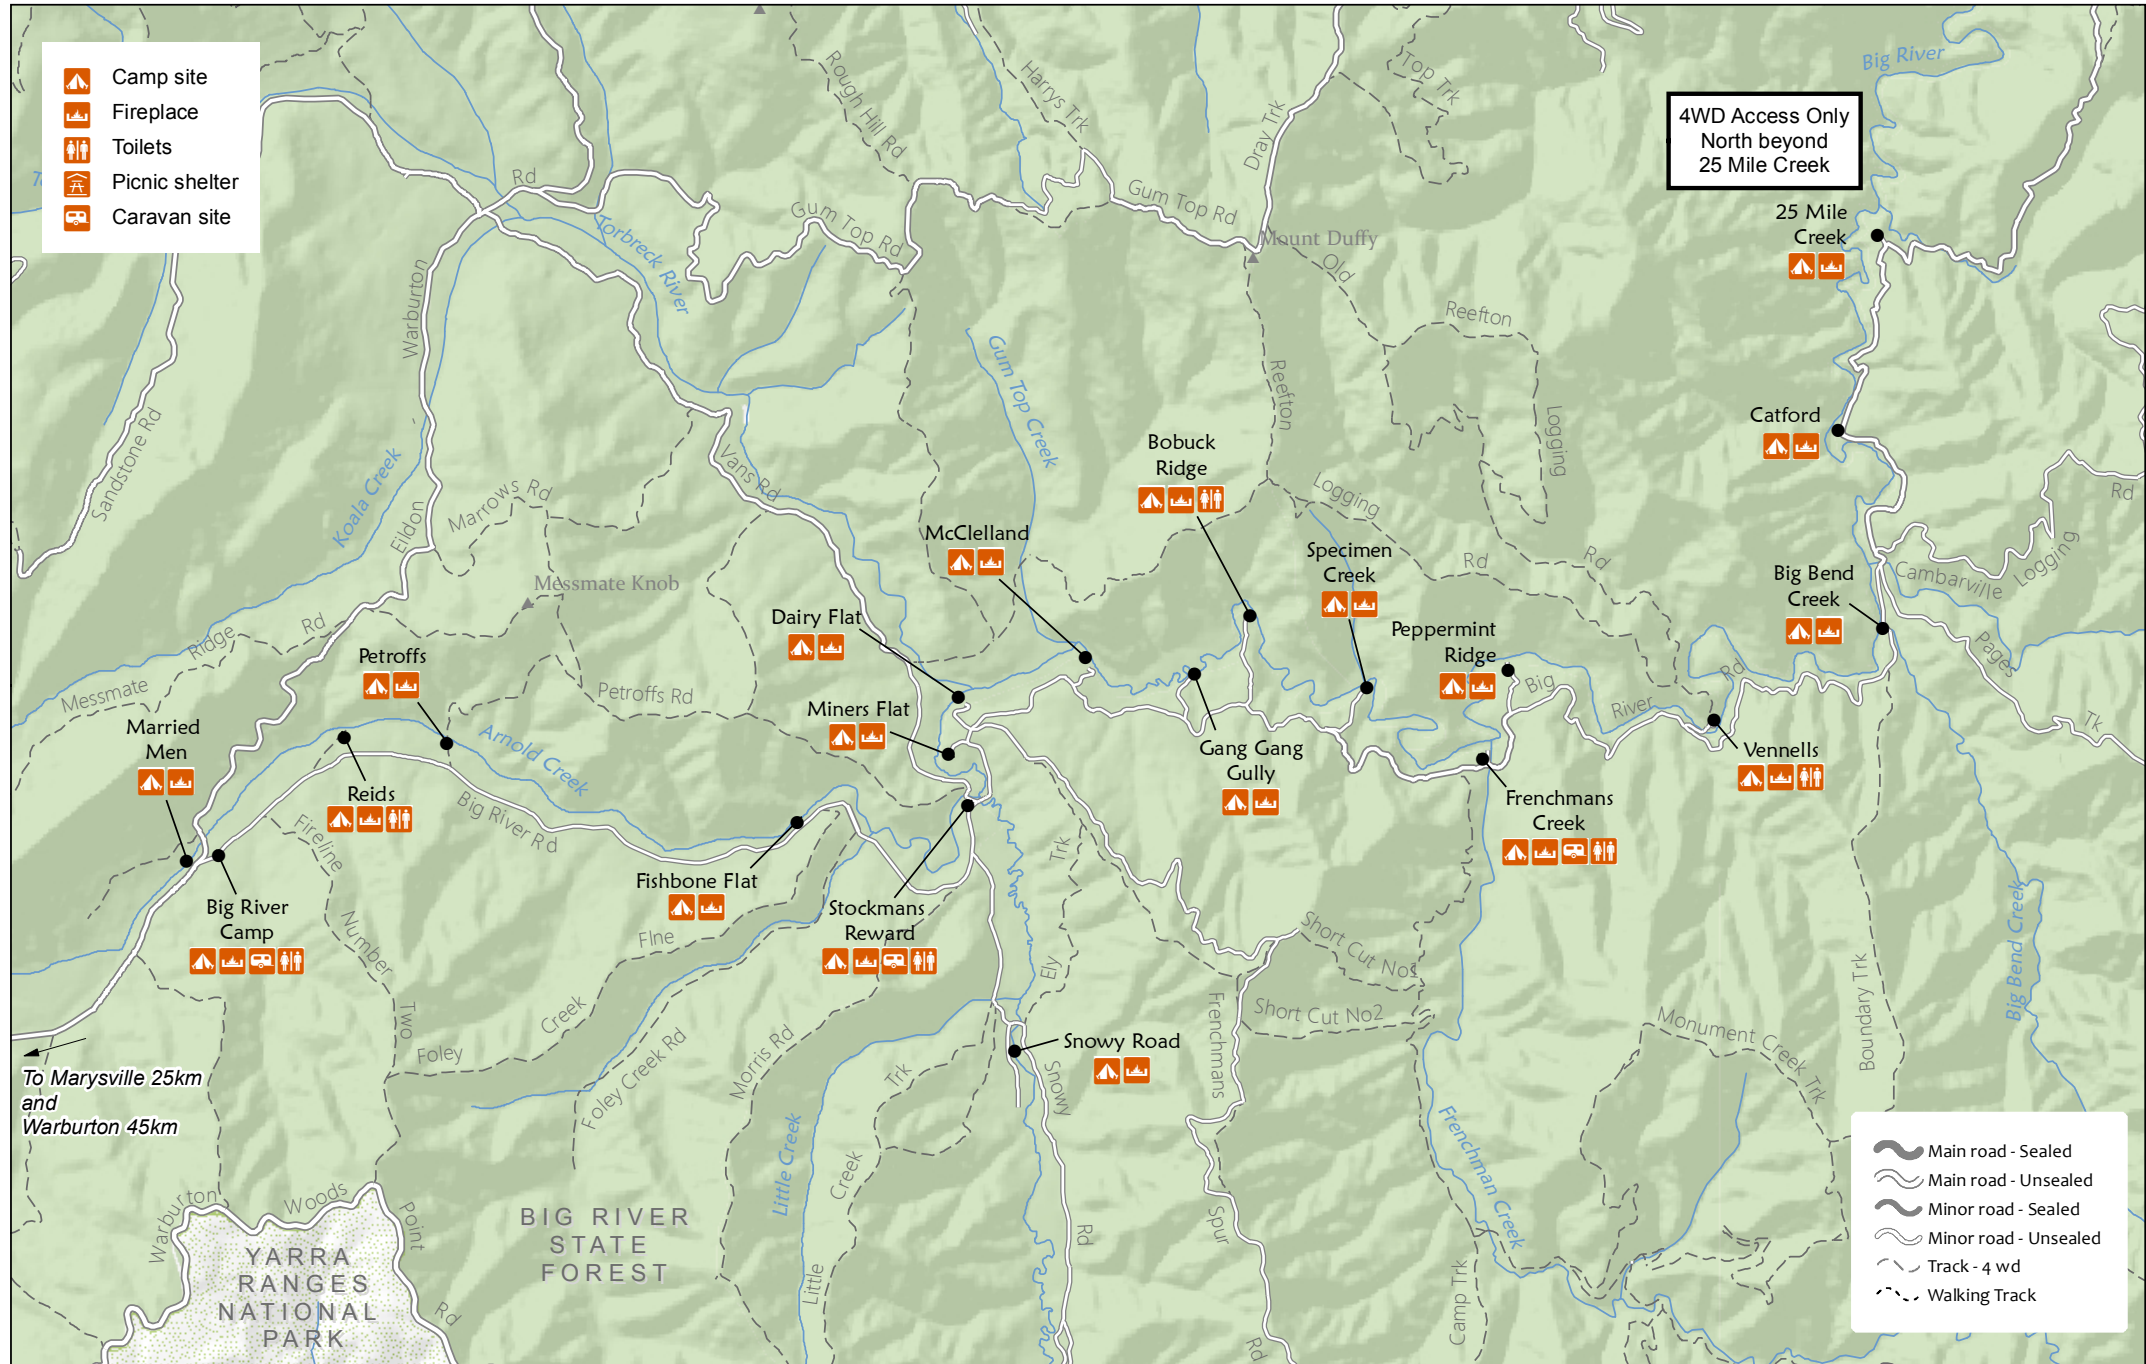 Camp site
Fireplace
Toilets
Picnic shelter
Caravan site
Big River
4WD Access Only
North beyond
25 Mile Creek
25 Mile
Creek
Rough Hill Rd
Harrys Trk
Dray Trk
Top Trk
Rd
Torbreck River
Gum Top Rd
Gum Top Rd
Mount Duffy
Old
Reefton
Logging
Reefton
Warburton
Eildon
Gum Top Creek
Sandstone Rd
Koala Creek
Marrows Rd
Vans Rd
Catford
Bobuck
Ridge
Logging
Rd
Rd
Rd
Cambarville
Logging
McClelland
Specimen
Creek
Big Bend
Creek
Messmate Knob
Dairy Flat
Peppermint
Ridge
Messmate
Ridge
Rd
Petroffs
Petroffs Rd
Miners Flat
Big
River
Rd
Pages
Tk
Married
Men
Arnold Creek
Gang Gang
Gully
Vennells
Reids
Big River Rd
Frenchmans
Creek
Fireline
Number
Two
Fishbone Flat
Stockmans
Reward
Big River
Camp
FIne
Creek
Foley
Trk
Ely
Short Cut No1
Short Cut No2
Frenchmans
Spur
Rd
Boundary Trk
Big Bend Creek
Monument Creek Trk
Snowy Road
Snowy
Rd
Foley Creek Rd
Morris Rd
Little Creek
Trk
Creek
Little
Frenchman Creek
Camp Trk
To Marysville 25km
and
Warburton 45km
Warburton
Woods
Point
Rd
YARRA
RANGES
NATIONAL
PARK
BIG RIVER
STATE
FOREST
Main road - Sealed
Main road - Unsealed
Minor road - Sealed
Minor road - Unsealed
Track - 4 wd
Walking Track